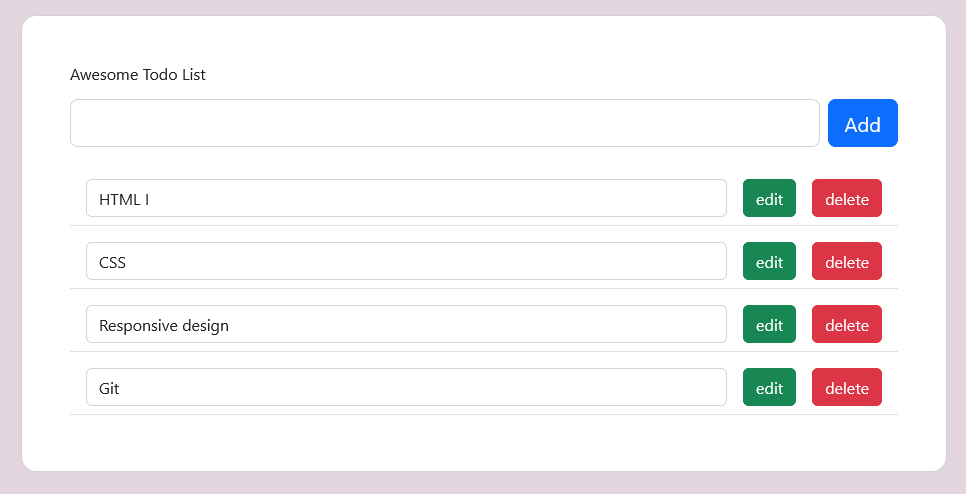 Awesome Todo List
Add
HTML I edit delete
CSS edit delete
Responsive design edit delete
Git edit delete